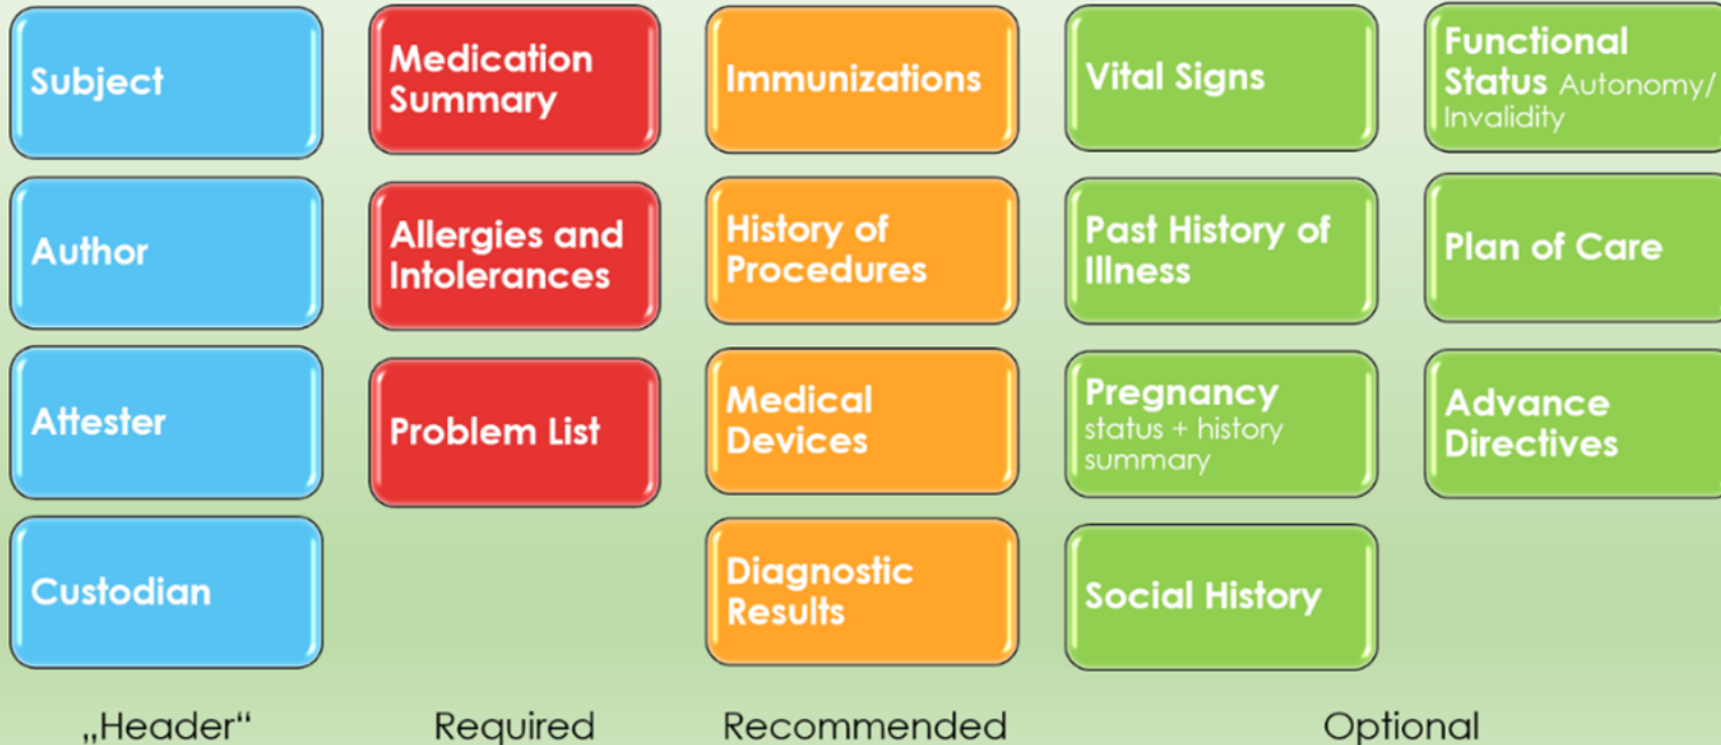 Subject
Author
Attester
Custodian
„Header“
Medication
Summary
Allergies and
Intolerances
Problem List
Required
Immunizations
History of
Procedures
Medical
Devices
Diagnostic
Results
Recommended
Vital Signs
Past History of
Illness
Pregnancy
status + history
summary
Social History
Functional
Status Autonomy/
Invalidity
Plan of Care
Advance
Directives
Optional